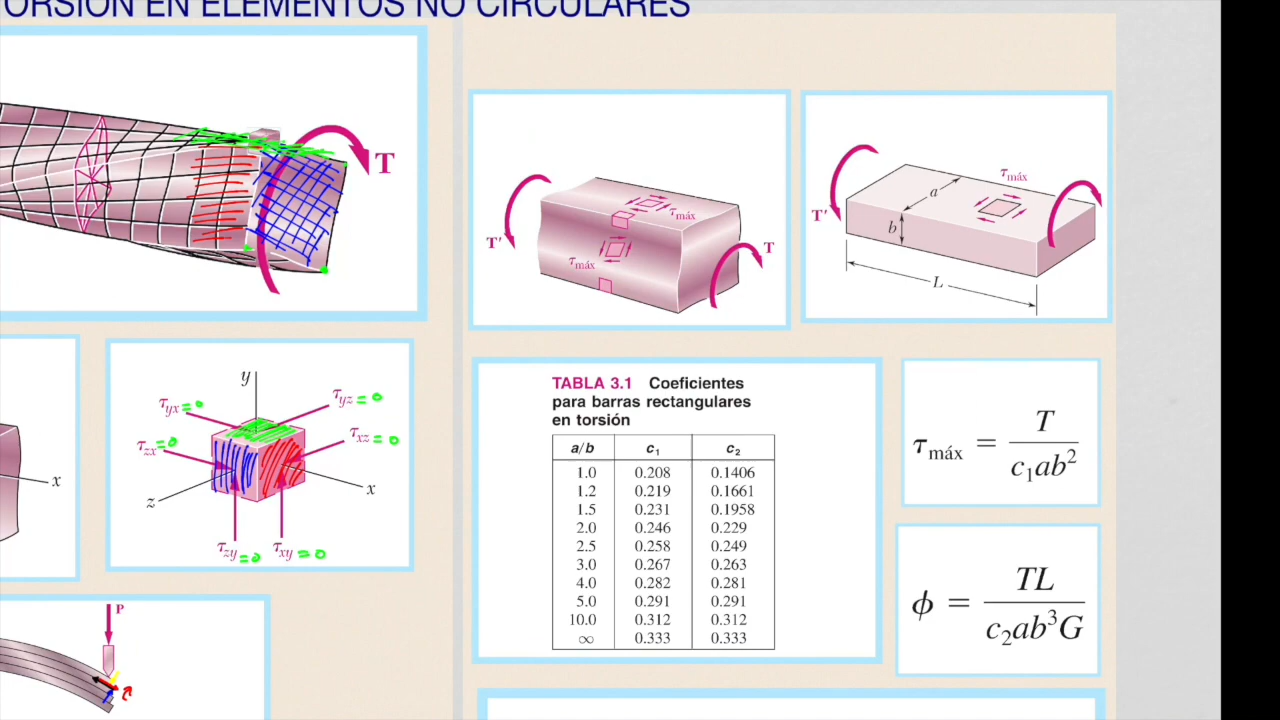 ORSIÓN EN ELEMENTOS NO CIRCULARES
T
T'
τmáx
τmáx
T
T'
a
τmáx
b
L
T
x
y
τyx =0
τyz =0
τzx =0
τxz =0
z
x
τzy =0
τxy =0
P
TABLA 3.1 Coeficientes
para barras rectangulares
en torsión
a/b c₁ c₂
1.0 0.208 0.1406
1.2 0.219 0.1661
1.5 0.231 0.1958
2.0 0.246 0.229
2.5 0.258 0.249
3.0 0.267 0.263
4.0 0.282 0.281
5.0 0.291 0.291
10.0 0.312 0.312
∞ 0.333 0.333
τmáx = T / c₁ab²
ϕ = TL / c₂ab³G